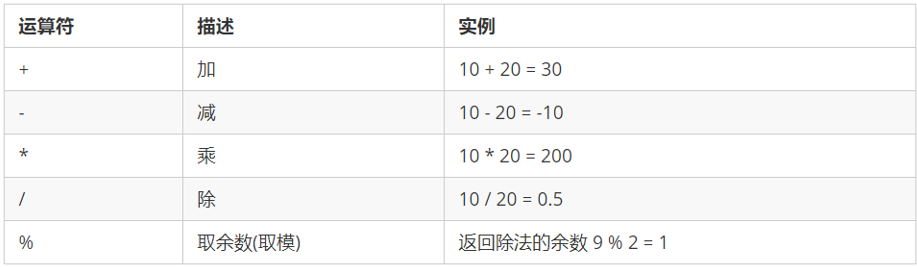 运算符 描述 实例
+ 加 10 + 20 = 30
- 减 10 - 20 = -10
* 乘 10 * 20 = 200
/ 除 10 / 20 = 0.5
% 取余数(取模) 返回除法的余数 9 % 2 = 1